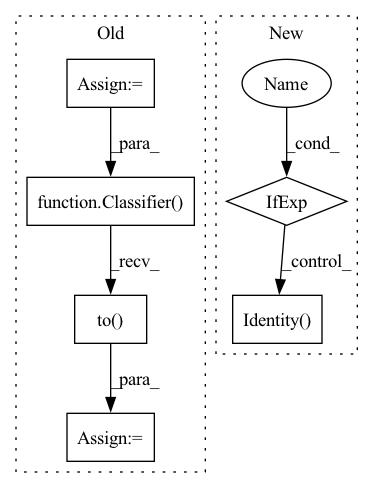 Old
Assign:=
_para_
function.Classifier()
_recv_
to()
_para_
Assign:=
New
Name
_cond_
IfExp
_control_
Identity()